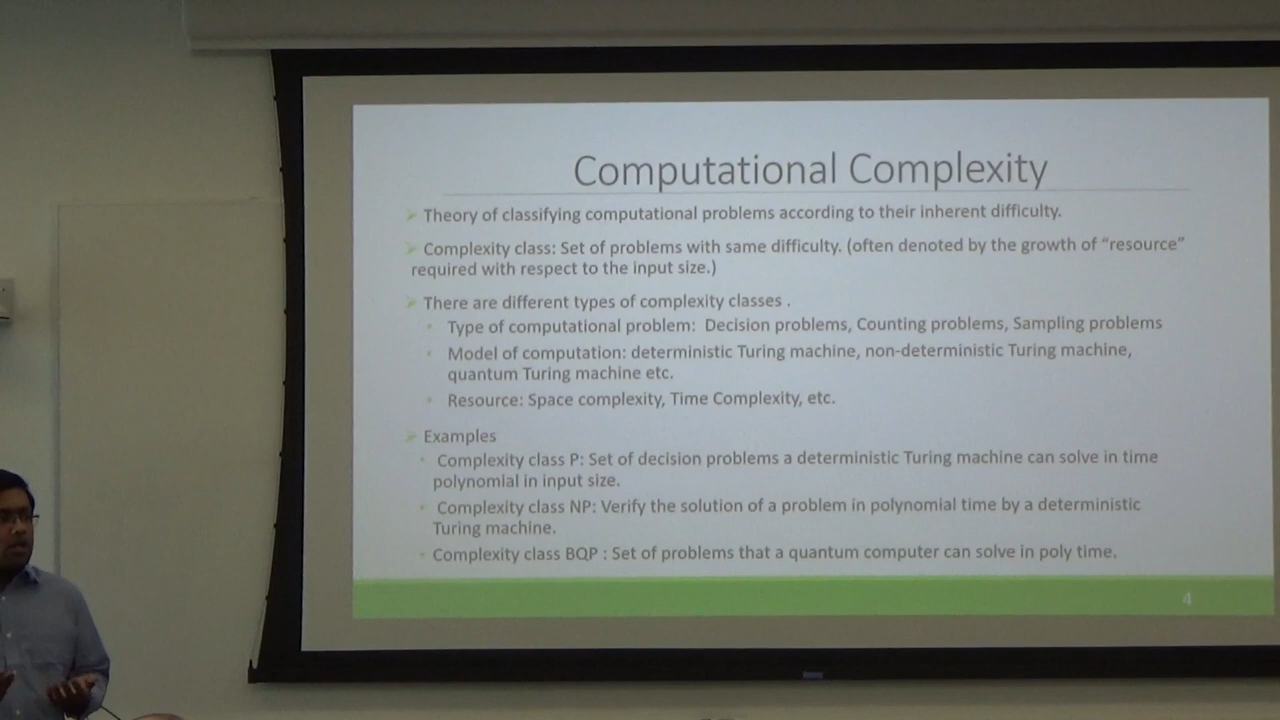 Computational Complexity
Theory of classifying computational problems according to their inherent difficulty.
Complexity class: Set of problems with same difficulty. (often denoted by the growth of “resource”
required with respect to the input size.)
There are different types of complexity classes .
Type of computational problem: Decision problems, Counting problems, Sampling problems
Model of computation: deterministic Turing machine, non-deterministic Turing machine,
quantum Turing machine etc.
Resource: Space complexity, Time Complexity, etc.
Examples
Complexity class P: Set of decision problems a deterministic Turing machine can solve in time
polynomial in input size.
Complexity class NP: Verify the solution of a problem in polynomial time by a deterministic
Turing machine.
Complexity class BQP : Set of problems that a quantum computer can solve in poly time.
4